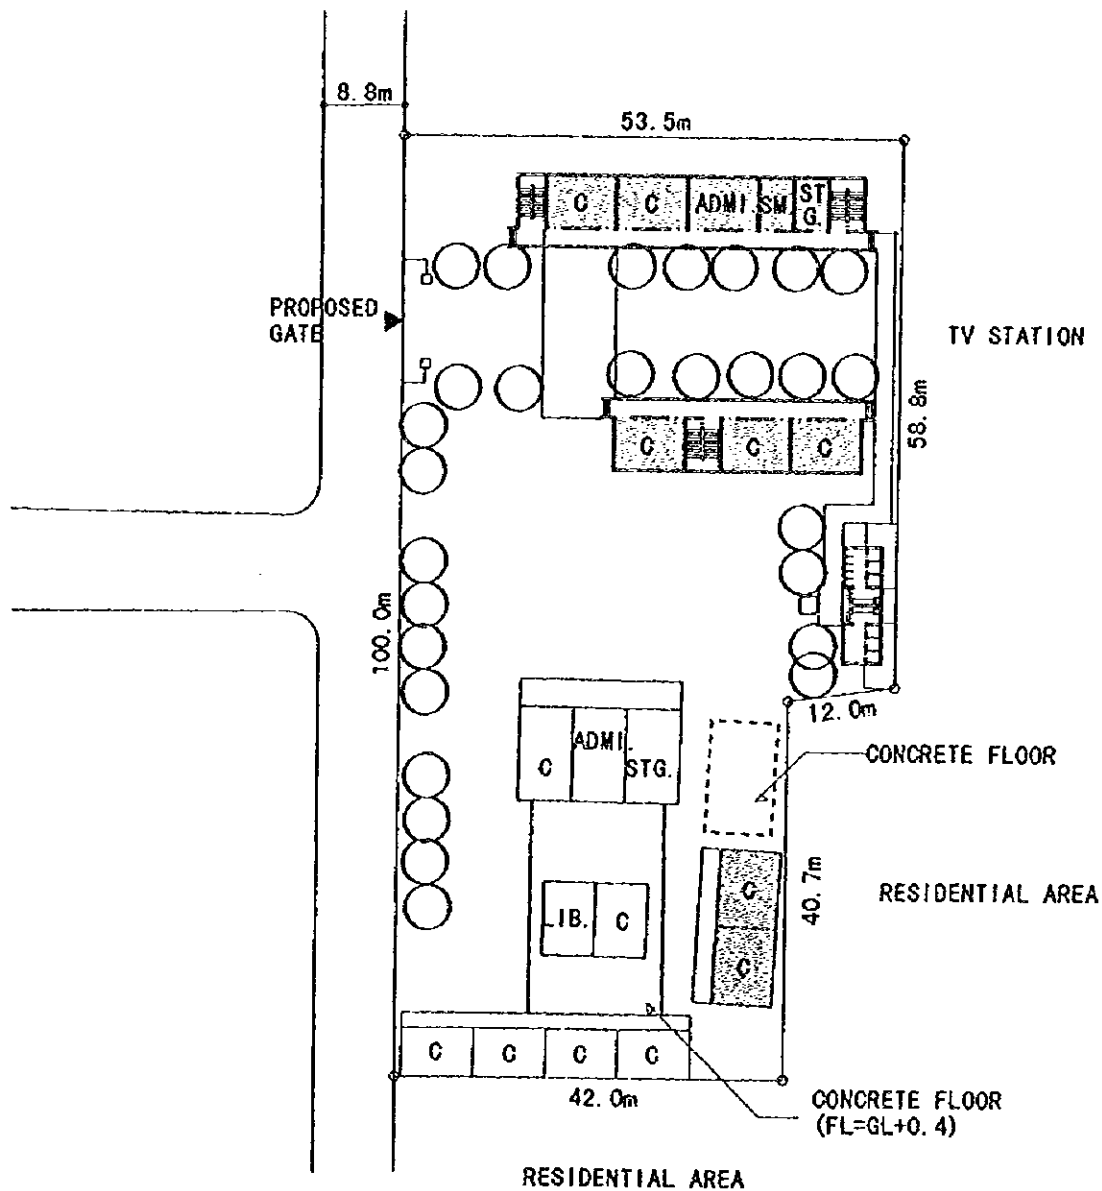 8.8m
53.5m
C
C
ADMI.
SM
ST
G.
PROPOSED
GATE
TV STATION
58.8m
C
C
C
100.0m
12.0m
C
ADMI.
STG.
CONCRETE FLOOR
C
40.7m
RESIDENTIAL AREA
LIB.
C
C
C
C
C
C
42.0m
CONCRETE FLOOR
(FL=GL+0.4)
RESIDENTIAL AREA